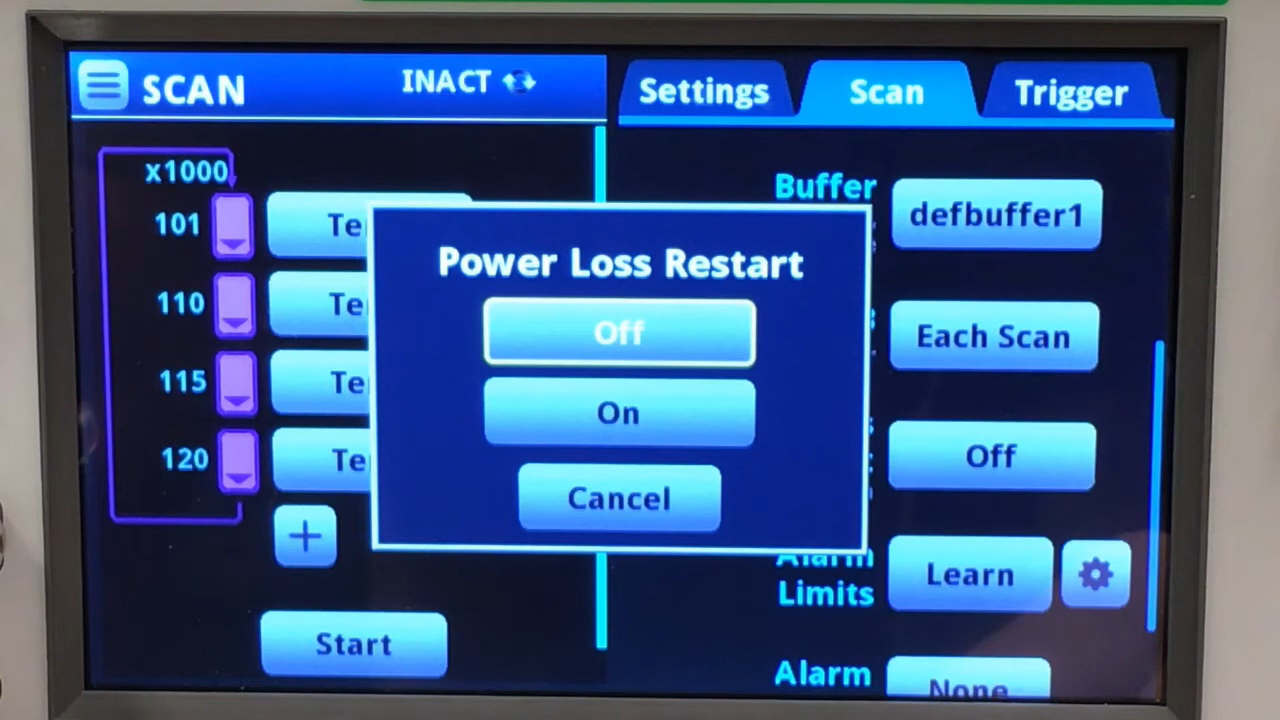 SCAN
INACT
Settings
Scan
Trigger
x1000
101
110
115
120
Start
Power Loss Restart
Off
On
Cancel
Buffer
defbuffer1
Each Scan
Off
Alarm
Limits
Learn
Alarm
None